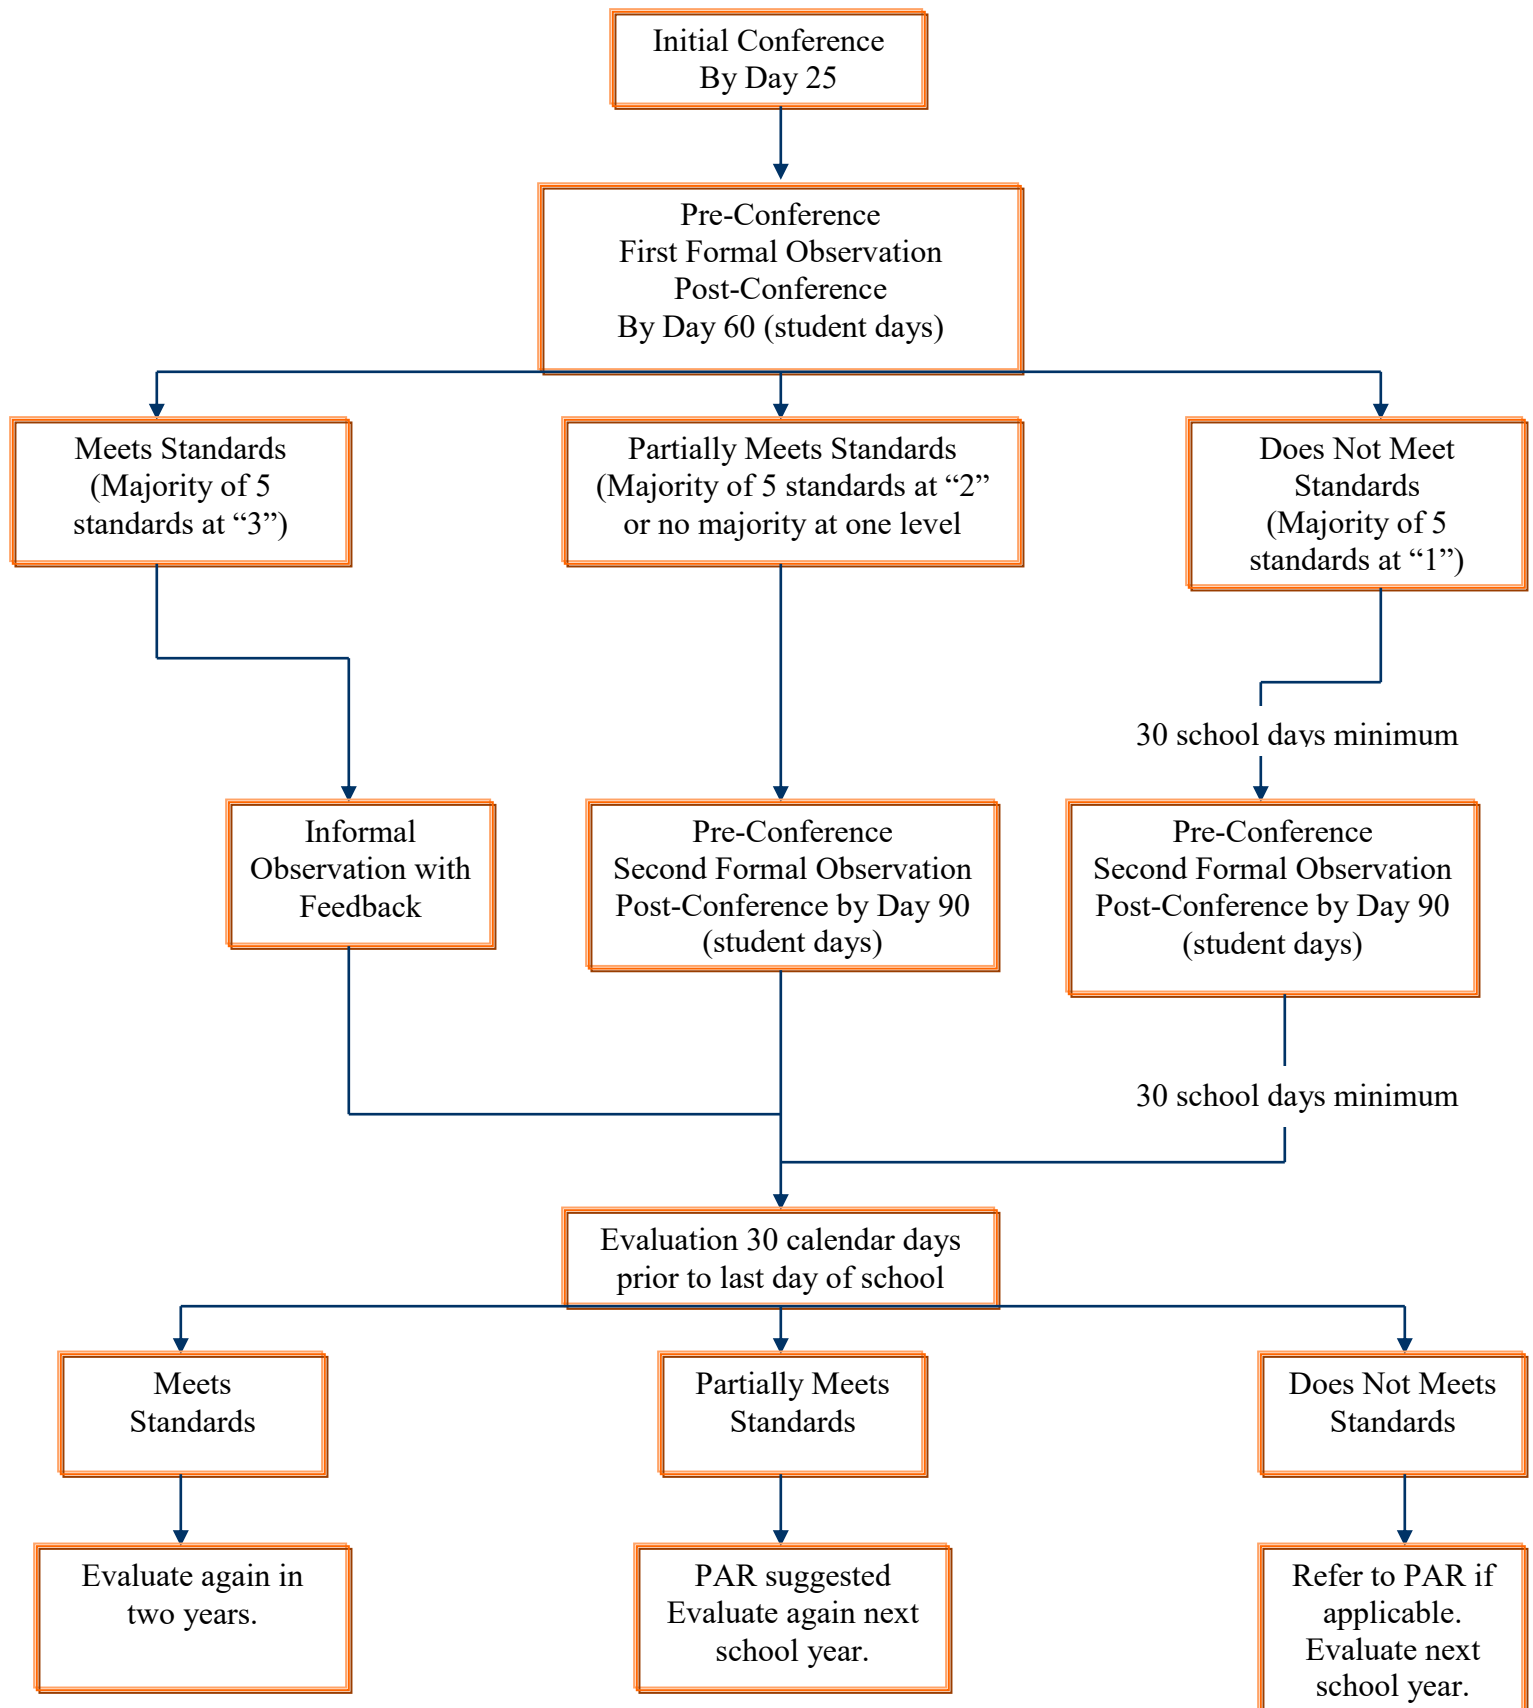 Initial Conference
By Day 25
Pre-Conference
First Formal Observation
Post-Conference
By Day 60 (student days)
Meets Standards
(Majority of 5
standards at “3”)
Partially Meets Standards
(Majority of 5 standards at “2”
or no majority at one level
Does Not Meet
Standards
(Majority of 5
standards at “1”)
30 school days minimum
Informal
Observation with
Feedback
Pre-Conference
Second Formal Observation
Post-Conference by Day 90
(student days)
Pre-Conference
Second Formal Observation
Post-Conference by Day 90
(student days)
30 school days minimum
Evaluation 30 calendar days
prior to last day of school
Meets
Standards
Partially Meets
Standards
Does Not Meets
Standards
Evaluate again in
two years.
PAR suggested
Evaluate again next
school year.
Refer to PAR if
applicable.
Evaluate next
school year.